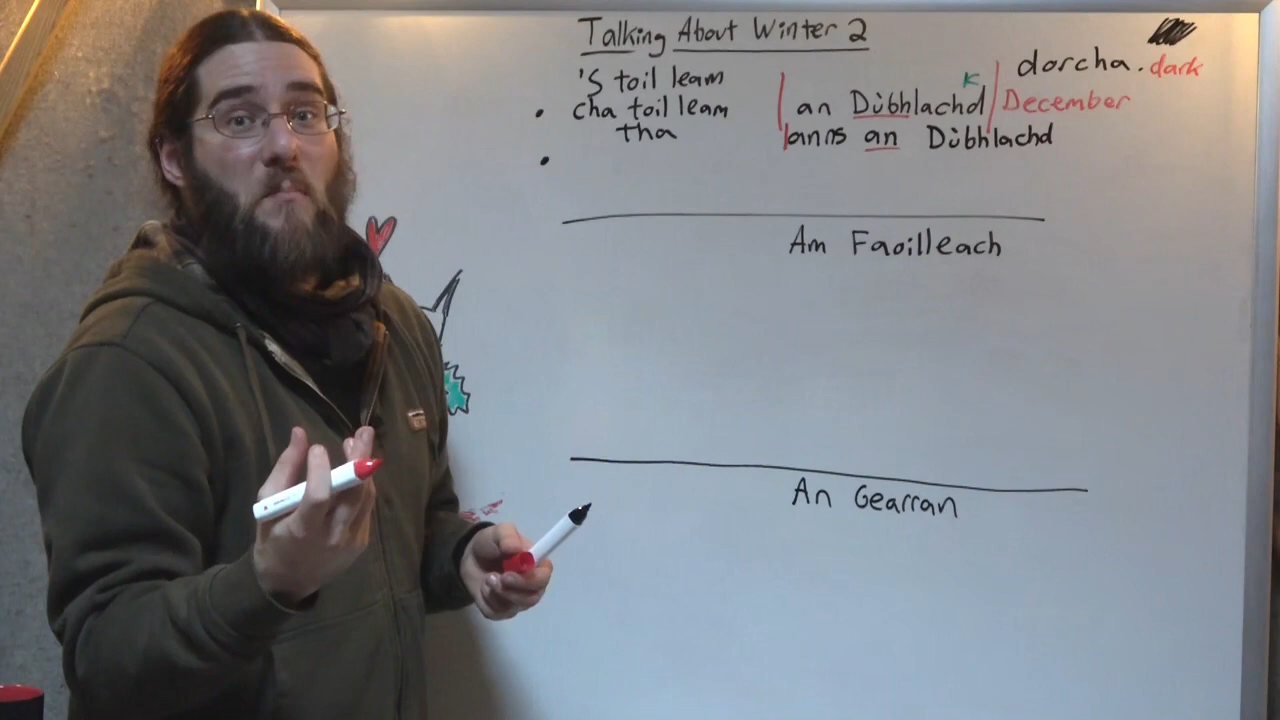 Talking About Winter 2
'S toil leam
cha toil leam
tha
k
an Dùbhlachd
December
anns an Dùbhlachd
dorcha. dark
Am Faoilleach
An Gearran